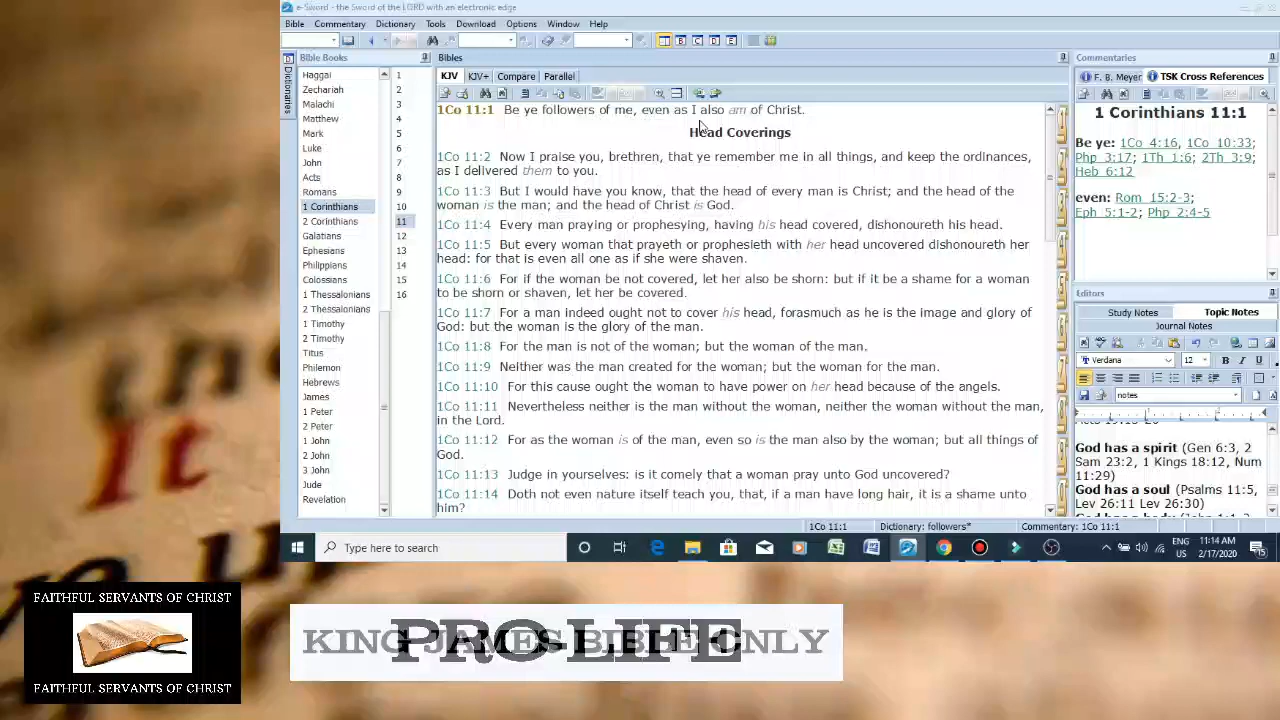 e-Sword - the Sword of the LORD with an electronic edge
Bible Commentary Dictionary Tools Download Options Window Help
B C D E
Dictionaries
Bible Books
Haggai
Zechariah
Malachi
Matthew
Mark
Luke
John
Acts
Romans
1 Corinthians
2 Corinthians
Galatians
Ephesians
Philippians
Colossians
1 Thessalonians
2 Thessalonians
1 Timothy
2 Timothy
Titus
Philemon
Hebrews
James
1 Peter
2 Peter
1 John
2 John
3 John
Jude
Revelation
1
2
3
4
5
6
7
8
9
10
11
12
13
14
15
16
Bibles
KJV KJV+ Compare Parallel
1Co 11:1 Be ye followers of me, even as I also am of Christ.
Head Coverings
1Co 11:2 Now I praise you, brethren, that ye remember me in all things, and keep the ordinances,
as I delivered them to you.
1Co 11:3 But I would have you know, that the head of every man is Christ; and the head of the
woman is the man; and the head of Christ is God.
1Co 11:4 Every man praying or prophesying, having his head covered, dishonoureth his head.
1Co 11:5 But every woman that prayeth or prophesieth with her head uncovered dishonoureth her
head: for that is even all one as if she were shaven.
1Co 11:6 For if the woman be not covered, let her also be shorn: but if it be a shame for a woman
to be shorn or shaven, let her be covered.
1Co 11:7 For a man indeed ought not to cover his head, forasmuch as he is the image and glory of
God: but the woman is the glory of the man.
1Co 11:8 For the man is not of the woman; but the woman of the man.
1Co 11:9 Neither was the man created for the woman; but the woman for the man.
1Co 11:10 For this cause ought the woman to have power on her head because of the angels.
1Co 11:11 Nevertheless neither is the man without the woman, neither the woman without the man,
in the Lord.
1Co 11:12 For as the woman is of the man, even so is the man also by the woman; but all things of
God.
1Co 11:13 Judge in yourselves: is it comely that a woman pray unto God uncovered?
1Co 11:14 Doth not even nature itself teach you, that, if a man have long hair, it is a shame unto
him?
Commentaries
F. B. Meyer TSK Cross References
1 Corinthians 11:1
Be ye: 1Co 4:16, 1Co 10:33;
Php 3:17; 1Th 1:6; 2Th 3:9;
Heb 6:12
even: Rom 15:2-3;
Eph 5:1-2; Php 2:4-5
Editors
Study Notes Topic Notes
Journal Notes
Verdana 12 B I U
notes
God has a spirit (Gen 6:3, 2
Sam 23:2, 1 Kings 18:12, Num
11:29)
God has a soul (Psalms 11:5,
Lev 26:11 Lev 26:30)
1Co 11:1 Dictionary: followers* Commentary: 1Co 11:1
Type here to search
ENG
US
11:14 AM
2/17/2020
15
It
FAITHFUL SERVANTS OF CHRIST
FAITHFUL SERVANTS OF CHRIST
KING JAMES BIBLE ONLY
PRO-LIFE